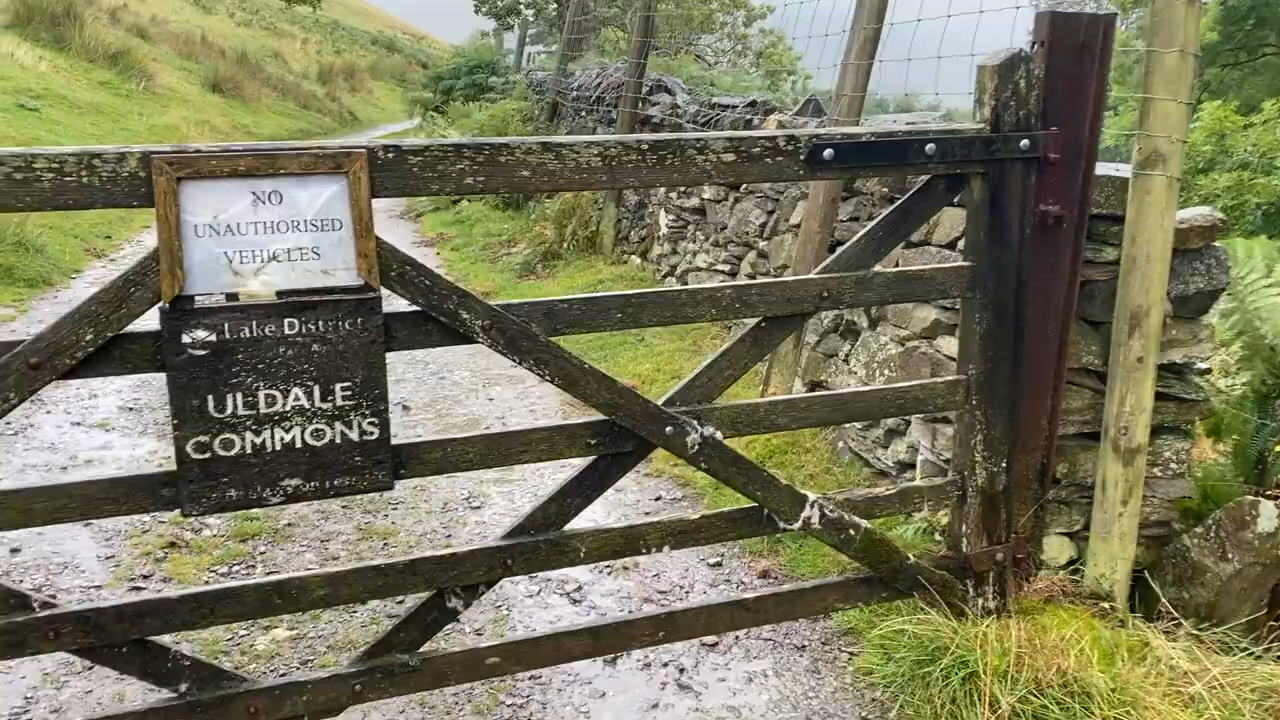 NO
UNAUTHORISED
VEHICLES
Lake District
ULDALE
COMMONS